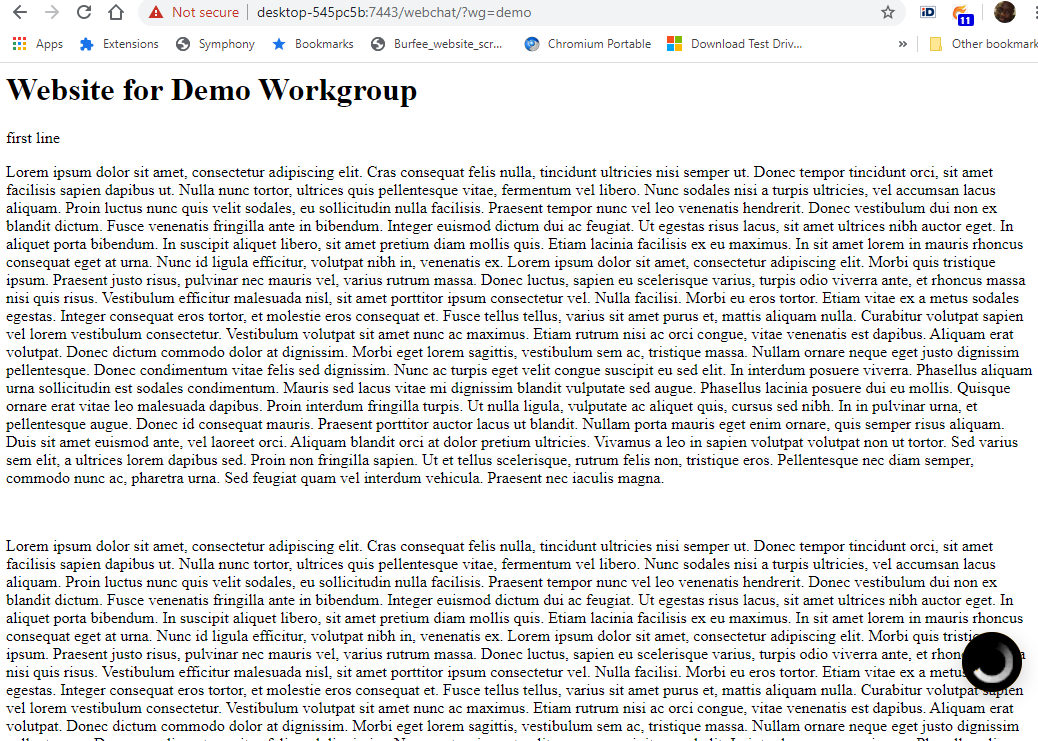 Not secure desktop-545pc5b:7443/webchat/?wg=demo 11
Apps Extensions Symphony Bookmarks Burfee_website_scr... Chromium Portable Download Test Driv... » Other bookmark
Website for Demo Workgroup
first line
Lorem ipsum dolor sit amet, consectetur adipiscing elit. Cras consequat felis nulla, tincidunt ultricies nisi semper ut. Donec tempor tincidunt orci, sit amet
facilisis sapien dapibus ut. Nulla nunc tortor, ultrices quis pellentesque vitae, fermentum vel libero. Nunc sodales nisi a turpis ultricies, vel accumsan lacus
aliquam. Proin luctus nunc quis velit sodales, eu sollicitudin nulla facilisis. Praesent tempor nunc vel leo venenatis hendrerit. Donec vestibulum dui non ex
blandit dictum. Fusce venenatis fringilla ante in bibendum. Integer euismod dictum dui ac feugiat. Ut egestas risus lacus, sit amet ultrices nibh auctor eget. In
aliquet porta bibendum. In suscipit aliquet libero, sit amet pretium diam mollis quis. Etiam lacinia facilisis ex eu maximus. In sit amet lorem in mauris rhoncus
consequat eget at urna. Nunc id ligula efficitur, volutpat nibh in, venenatis ex. Lorem ipsum dolor sit amet, consectetur adipiscing elit. Morbi quis tristique
ipsum. Praesent justo risus, pulvinar nec mauris vel, varius rutrum massa. Donec luctus, sapien eu scelerisque varius, turpis odio viverra ante, et rhoncus massa
nisi quis risus. Vestibulum efficitur malesuada nisl, sit amet porttitor ipsum consectetur vel. Nulla facilisi. Morbi eu eros tortor. Etiam vitae ex a metus sodales
egestas. Integer consequat eros tortor, et molestie eros consequat et. Fusce tellus tellus, varius sit amet purus et, mattis aliquam nulla. Curabitur volutpat sapien
vel lorem vestibulum consectetur. Vestibulum volutpat sit amet nunc ac maximus. Etiam rutrum nisi ac orci congue, vitae venenatis est dapibus. Aliquam erat
volutpat. Donec dictum commodo dolor at dignissim. Morbi eget lorem sagittis, vestibulum sem ac, tristique massa. Nullam ornare neque eget justo dignissim
pellentesque. Donec condimentum vitae felis sed dignissim. Nunc ac turpis eget velit congue suscipit eu sed elit. In interdum posuere viverra. Phasellus aliquam
urna sollicitudin est sodales condimentum. Mauris sed lacus vitae mi dignissim blandit vulputate sed augue. Phasellus lacinia posuere dui eu mollis. Quisque
ornare erat vitae leo malesuada dapibus. Proin interdum fringilla turpis. Ut nulla ligula, vulputate ac aliquet quis, cursus sed nibh. In in pulvinar urna, et
pellentesque augue. Donec id consequat mauris. Praesent porttitor auctor lacus ut blandit. Nullam porta mauris eget enim ornare, quis semper risus aliquam.
Duis sit amet euismod ante, vel laoreet orci. Aliquam blandit orci at dolor pretium ultricies. Vivamus a leo in sapien volutpat volutpat non ut tortor. Sed varius
sem elit, a ultrices lorem dapibus sed. Proin non fringilla sapien. Ut et tellus scelerisque, rutrum felis non, tristique eros. Pellentesque nec diam semper,
commodo nunc ac, pharetra urna. Sed feugiat quam vel interdum vehicula. Praesent nec iaculis magna.
Lorem ipsum dolor sit amet, consectetur adipiscing elit. Cras consequat felis nulla, tincidunt ultricies nisi semper ut. Donec tempor tincidunt orci, sit amet
facilisis sapien dapibus ut. Nulla nunc tortor, ultrices quis pellentesque vitae, fermentum vel libero. Nunc sodales nisi a turpis ultricies, vel accumsan lacus
aliquam. Proin luctus nunc quis velit sodales, eu sollicitudin nulla facilisis. Praesent tempor nunc vel leo venenatis hendrerit. Donec vestibulum dui non ex
blandit dictum. Fusce venenatis fringilla ante in bibendum. Integer euismod dictum dui ac feugiat. Ut egestas risus lacus, sit amet ultrices nibh auctor eget. In
aliquet porta bibendum. In suscipit aliquet libero, sit amet pretium diam mollis quis. Etiam lacinia facilisis ex eu maximus. In sit amet lorem in mauris rhoncus
consequat eget at urna. Nunc id ligula efficitur, volutpat nibh in, venenatis ex. Lorem ipsum dolor sit amet, consectetur adipiscing elit. Morbi quis
ipsum. Praesent justo risus, pulvinar nec mauris vel, varius rutrum massa. Donec luctus, sapien eu scelerisque varius, turpis odio viverra ante, et
nisi quis risus. Vestibulum efficitur malesuada nisl, sit amet porttitor ipsum consectetur vel. Nulla facilisi. Morbi eu eros tortor. Etiam vitae ex a
egestas. Integer consequat eros tortor, et molestie eros consequat et. Fusce tellus tellus, varius sit amet purus et, mattis aliquam nulla. Curabitur volutpat sapien
vel lorem vestibulum consectetur. Vestibulum volutpat sit amet nunc ac maximus. Etiam rutrum nisi ac orci congue, vitae venenatis est dapibus. Aliquam erat
volutpat. Donec dictum commodo dolor at dignissim. Morbi eget lorem sagittis, vestibulum sem ac, tristique massa. Nullam ornare neque eget justo dignissim